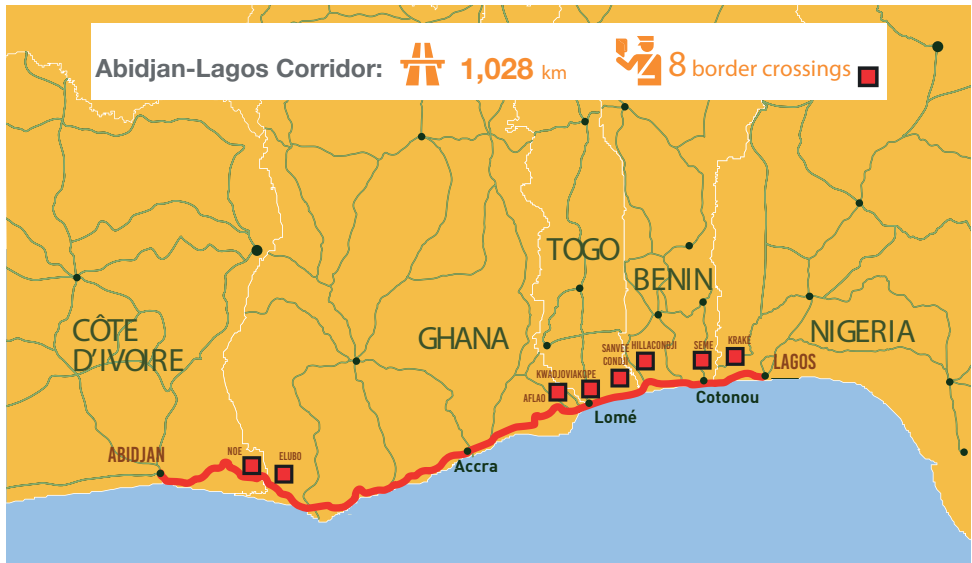 Abidjan-Lagos Corridor: 1,028 km 8 border crossings
TOGO
BENIN
CÔTE
D'IVOIRE
GHANA
NIGERIA
SANVEE
CONDJI
HILLACONDJI
SEME
KRAKE
LAGOS
KWADJOVIAKOPE
AFLAO
Lomé
Cotonou
ABIDJAN
NOE
ELUBO
Accra